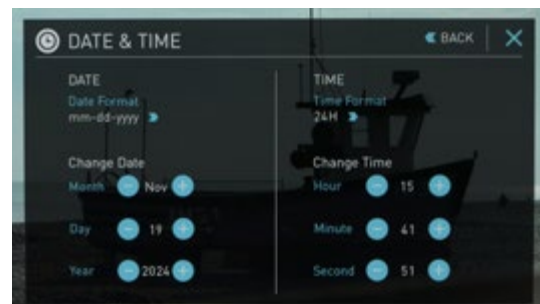 DATE & TIME
BACK
DATE
Date Format
mm-dd-yyyy
Change Date
Month Nov
Day 19
Year 2024
TIME
Time Format
24H
Change Time
Hour 15
Minute 41
Second 51